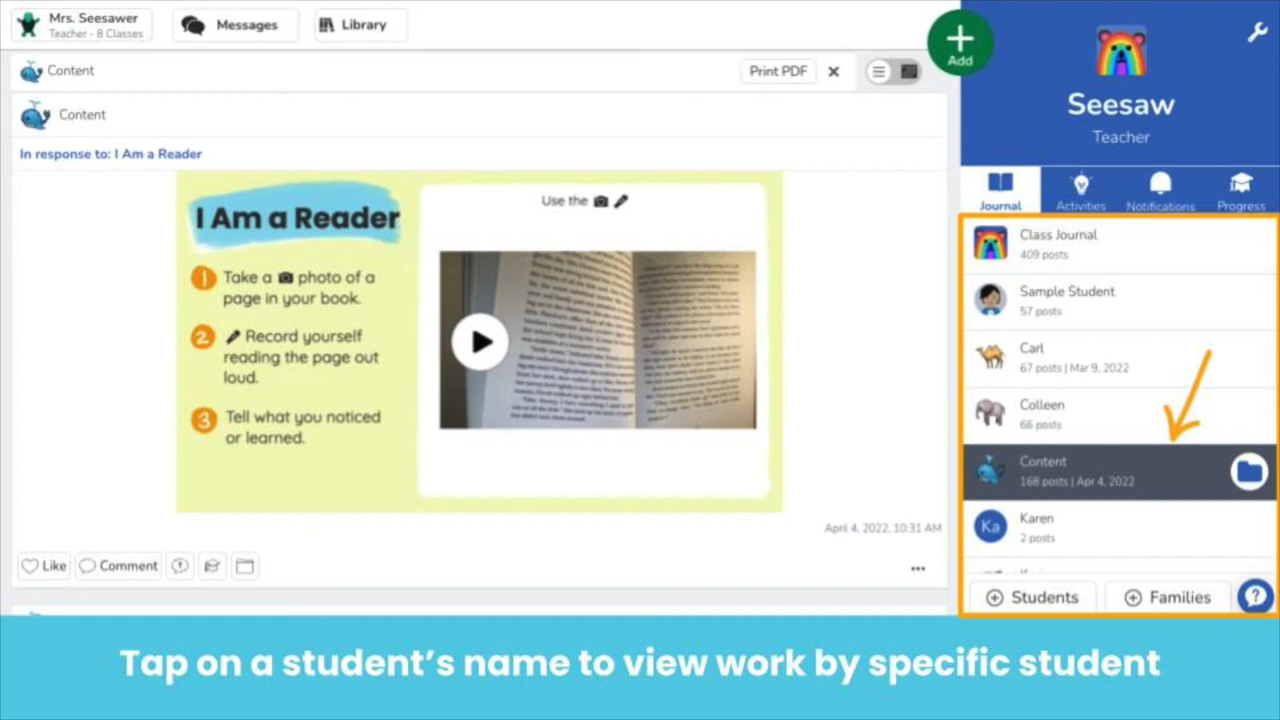 Mrs. Seesawer
Teacher - 8 Classes
Messages
Library
Add
Seesaw
Teacher
Content
Print PDF
Content
In response to: I Am a Reader
I Am a Reader
1 Take a photo of a
page in your book.
2 Record yourself
reading the page out
loud.
3 Tell what you noticed
or learned.
Use the
April 4, 2022, 10:31 AM
Like
Comment
Journal
Activities
Notifications
Progress
Class Journal
409 posts
Sample Student
57 posts
Carl
67 posts | Mar 9, 2022
Colleen
66 posts
Content
168 posts | Apr 4, 2022
Ka
Karen
2 posts
Students
Families
Tap on a student’s name to view work by specific student